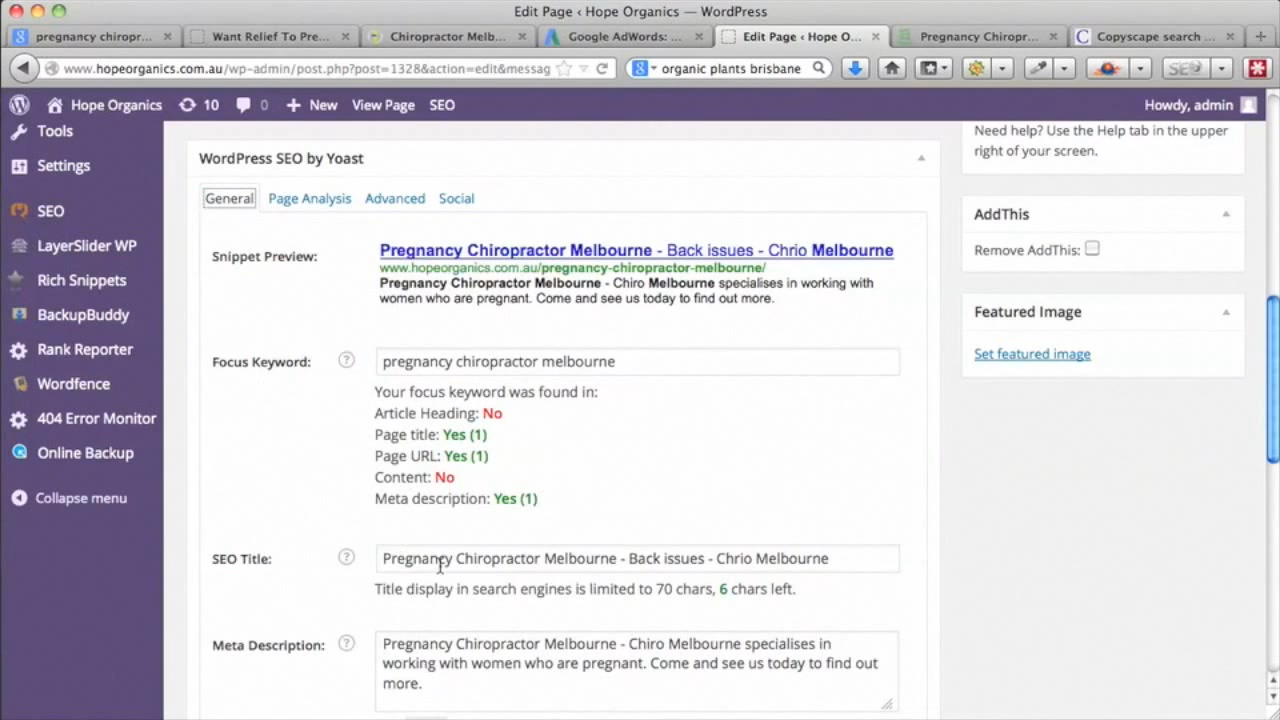 Edit Page ‹ Hope Organics — WordPress
pregnancy chiropr...
Want Relief To Pre...
Chiropractor Melb...
Google AdWords: ...
Edit Page ‹ Hope O...
Pregnancy Chiropr...
Copyscape search ...
www.hopeorganics.com.au/wp-admin/post.php?post=1328&action=edit&messag
organic plants brisbane
SEO
Hope Organics
10
0
New
View Page
SEO
Howdy, admin
Tools
Settings
SEO
LayerSlider WP
Rich Snippets
BackupBuddy
Rank Reporter
Wordfence
404 Error Monitor
Online Backup
Collapse menu
WordPress SEO by Yoast
General
Page Analysis
Advanced
Social
Snippet Preview:
Pregnancy Chiropractor Melbourne - Back issues - Chrio Melbourne
www.hopeorganics.com.au/pregnancy-chiropractor-melbourne/
Pregnancy Chiropractor Melbourne - Chiro Melbourne specialises in working with
women who are pregnant. Come and see us today to find out more.
Focus Keyword:
?
pregnancy chiropractor melbourne
Your focus keyword was found in:
Article Heading: No
Page title: Yes (1)
Page URL: Yes (1)
Content: No
Meta description: Yes (1)
SEO Title:
?
Pregnancy Chiropractor Melbourne - Back issues - Chrio Melbourne
Title display in search engines is limited to 70 chars, 6 chars left.
Meta Description:
?
Pregnancy Chiropractor Melbourne - Chiro Melbourne specialises in
working with women who are pregnant. Come and see us today to find out
more.
Need help? Use the Help tab in the upper
right of your screen.
AddThis
Remove AddThis:
Featured Image
Set featured image